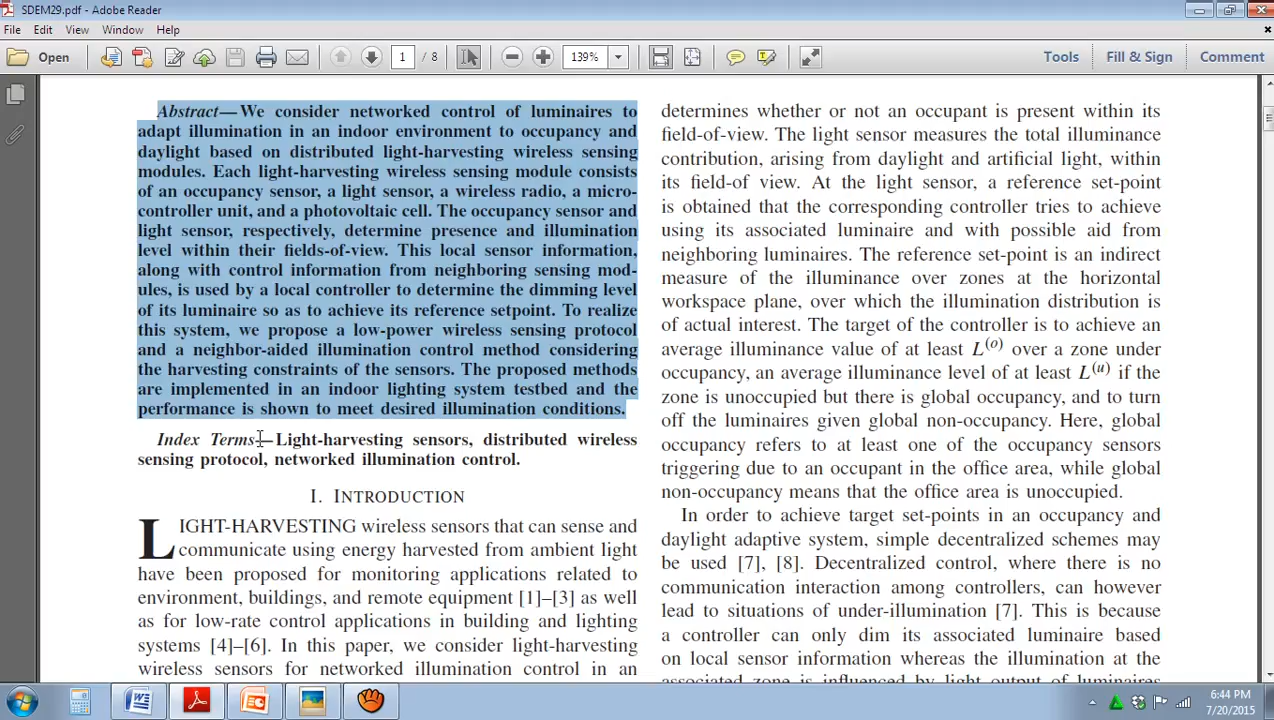 SDEM29.pdf - Adobe Reader
File Edit View Window Help
Open 1 / 8 139% Tools Fill & Sign Comment
Abstract—We consider networked control of luminaires to
adapt illumination in an indoor environment to occupancy and
daylight based on distributed light-harvesting wireless sensing
modules. Each light-harvesting wireless sensing module consists
of an occupancy sensor, a light sensor, a wireless radio, a micro-
controller unit, and a photovoltaic cell. The occupancy sensor and
light sensor, respectively, determine presence and illumination
level within their fields-of-view. This local sensor information,
along with control information from neighboring sensing mod-
ules, is used by a local controller to determine the dimming level
of its luminaire so as to achieve its reference setpoint. To realize
this system, we propose a low-power wireless sensing protocol
and a neighbor-aided illumination control method considering
the harvesting constraints of the sensors. The proposed methods
are implemented in an indoor lighting system testbed and the
performance is shown to meet desired illumination conditions.
Index Terms—Light-harvesting sensors, distributed wireless
sensing protocol, networked illumination control.
I. INTRODUCTION
LIGHT-HARVESTING wireless sensors that can sense and
communicate using energy harvested from ambient light
have been proposed for monitoring applications related to
environment, buildings, and remote equipment [1]–[3] as well
as for low-rate control applications in building and lighting
systems [4]–[6]. In this paper, we consider light-harvesting
wireless sensors for networked illumination control in an
determines whether or not an occupant is present within its
field-of-view. The light sensor measures the total illuminance
contribution, arising from daylight and artificial light, within
its field-of view. At the light sensor, a reference set-point
is obtained that the corresponding controller tries to achieve
using its associated luminaire and with possible aid from
neighboring luminaires. The reference set-point is an indirect
measure of the illuminance over zones at the horizontal
workspace plane, over which the illumination distribution is
of actual interest. The target of the controller is to achieve an
average illuminance value of at least L(o) over a zone under
occupancy, an average illuminance level of at least L(u) if the
zone is unoccupied but there is global occupancy, and to turn
off the luminaires given global non-occupancy. Here, global
occupancy refers to at least one of the occupancy sensors
triggering due to an occupant in the office area, while global
non-occupancy means that the office area is unoccupied.
In order to achieve target set-points in an occupancy and
daylight adaptive system, simple decentralized schemes may
be used [7], [8]. Decentralized control, where there is no
communication interaction among controllers, can however
lead to situations of under-illumination [7]. This is because
a controller can only dim its associated luminaire based
on local sensor information whereas the illumination at the
associated zone is influenced by light output of luminaires
6:44 PM
7/20/2015